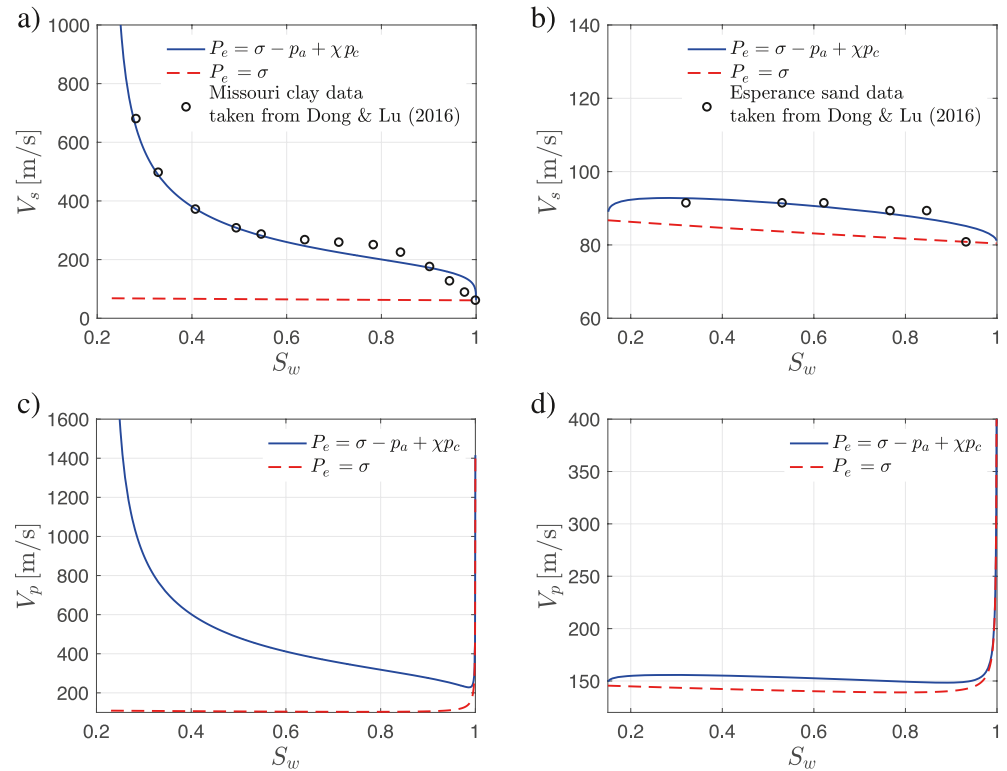 a)
1000
800
600
400
200
0
V_s [m/s]
P_e = σ − p_a + χp_c
P_e = σ
Missouri clay data
taken from Dong & Lu (2016)
0.2
0.4
0.6
0.8
1
S_w
b)
140
120
100
80
60
V_s [m/s]
P_e = σ − p_a + χp_c
P_e = σ
Esperance sand data
taken from Dong & Lu (2016)
0.2
0.4
0.6
0.8
1
S_w
c)
1600
1400
1200
1000
800
600
400
200
V_p [m/s]
P_e = σ − p_a + χp_c
P_e = σ
0.2
0.4
0.6
0.8
1
S_w
d)
400
350
300
250
200
150
V_p [m/s]
P_e = σ − p_a + χp_c
P_e = σ
0.2
0.4
0.6
0.8
1
S_w